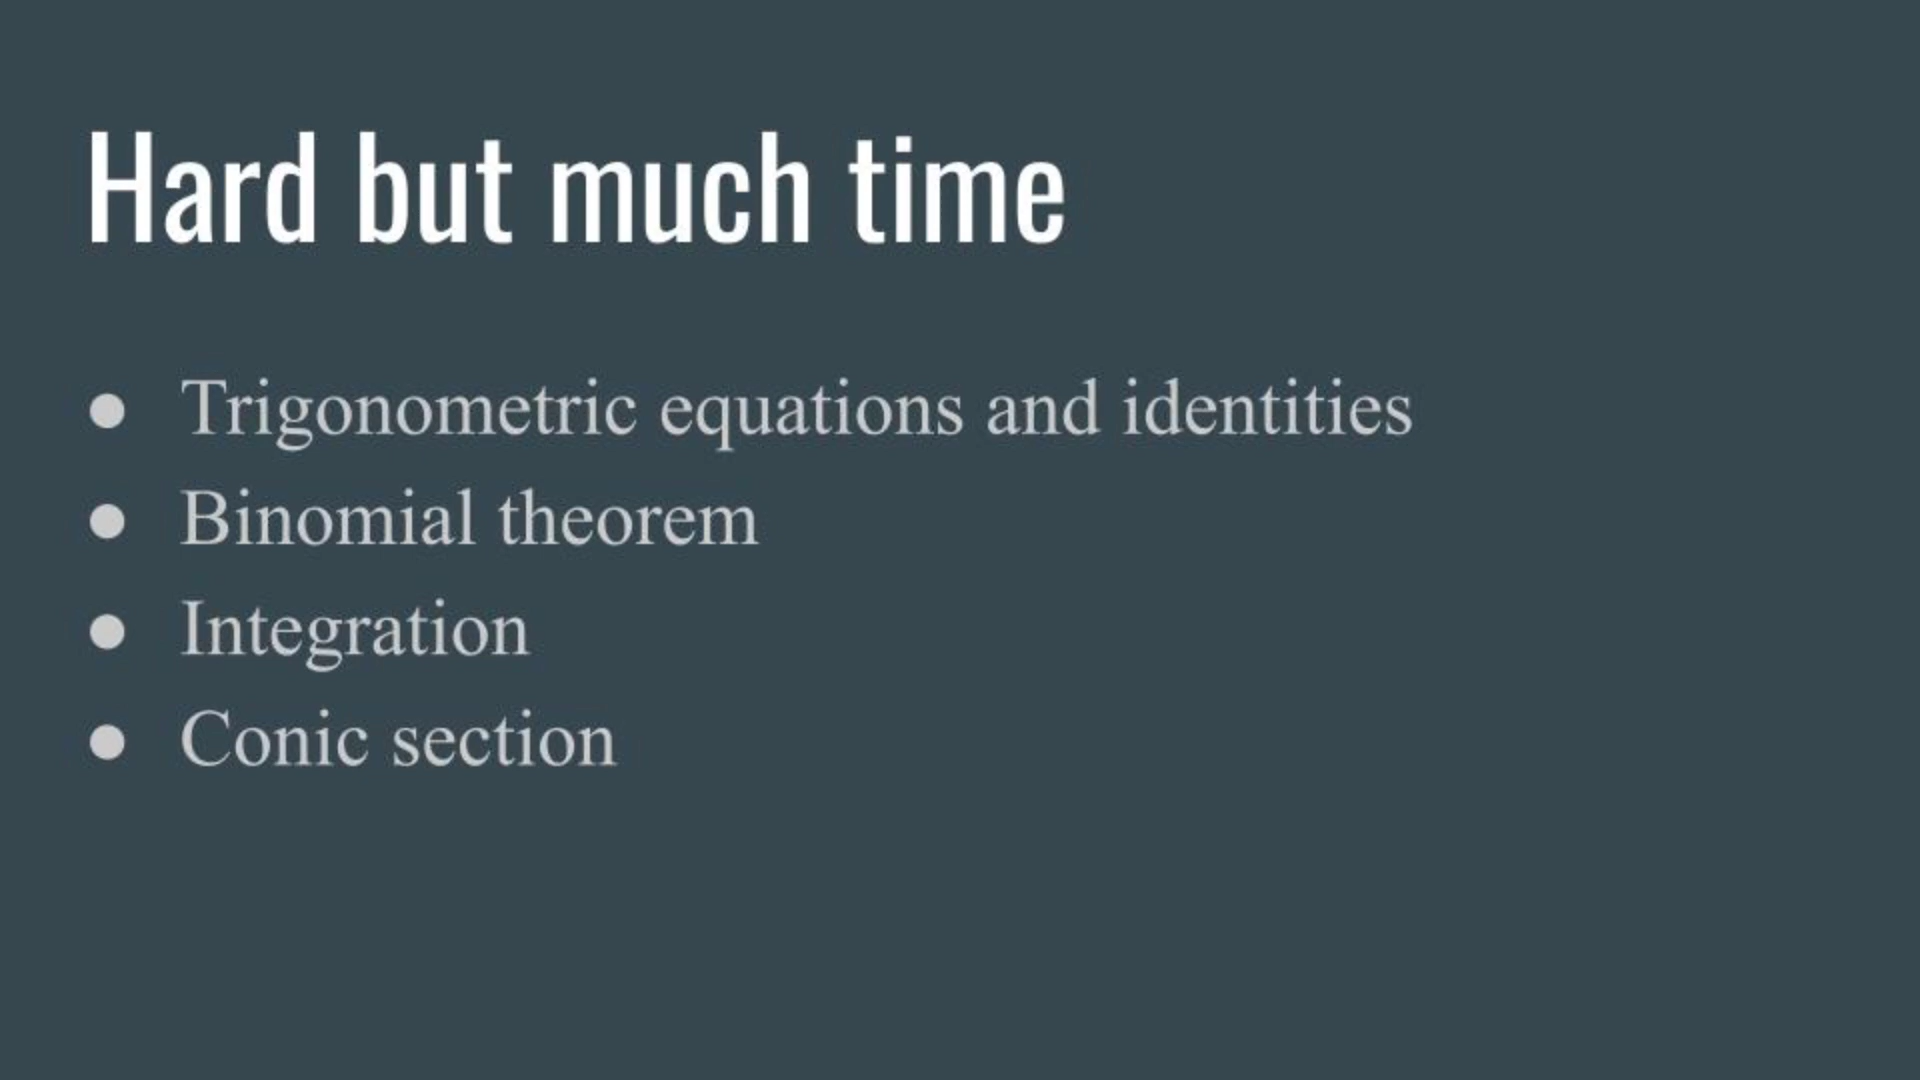 Hard but much time
● Trigonometric equations and identities
● Binomial theorem
● Integration
● Conic section